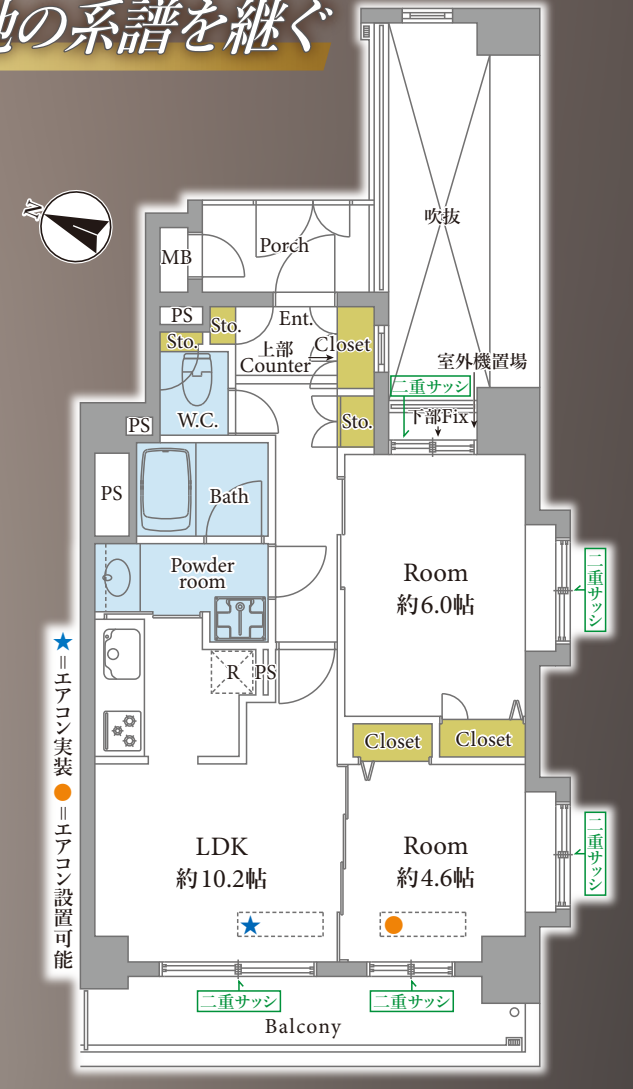 の系譜を継ぐ
N
吹抜
MB
Porch
PS
Sto.
Sto.
Ent.
上部
Counter
Closet
室外機置場
二重サッシ
下部Fix
W.C.
PS
Sto.
PS
Bath
Powder
room
Room
約6.0帖
二重サッシ
R
PS
★=エアコン実装 ●=エアコン設置可能
Closet
Closet
LDK
約10.2帖
Room
約4.6帖
二重サッシ
二重サッシ
二重サッシ
Balcony